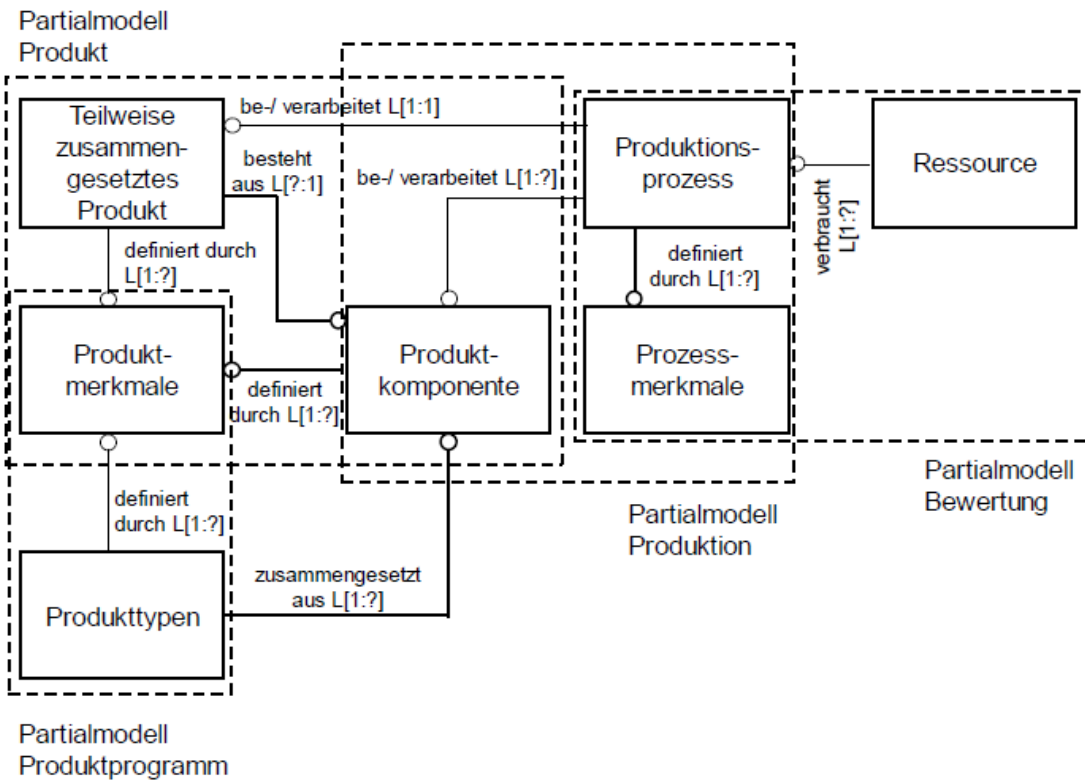 Partialmodell
Produkt
be-/ verarbeitet L[1:1]
Teilweise
zusammen-
gesetztes
Produkt
besteht
aus L[?:1]
be-/ verarbeitet L[1:?]
Produktions-
prozess
Ressource
verbraucht
L[1:?]
definiert durch
L[1:?]
definiert
durch L[1:?]
Produkt-
merkmale
definiert
durch L[1:?]
Produkt-
komponente
Prozess-
merkmale
definiert
durch L[1:?]
Partialmodell
Bewertung
Partialmodell
Produktion
zusammengesetzt
aus L[1:?]
Produkttypen
Partialmodell
Produktprogramm